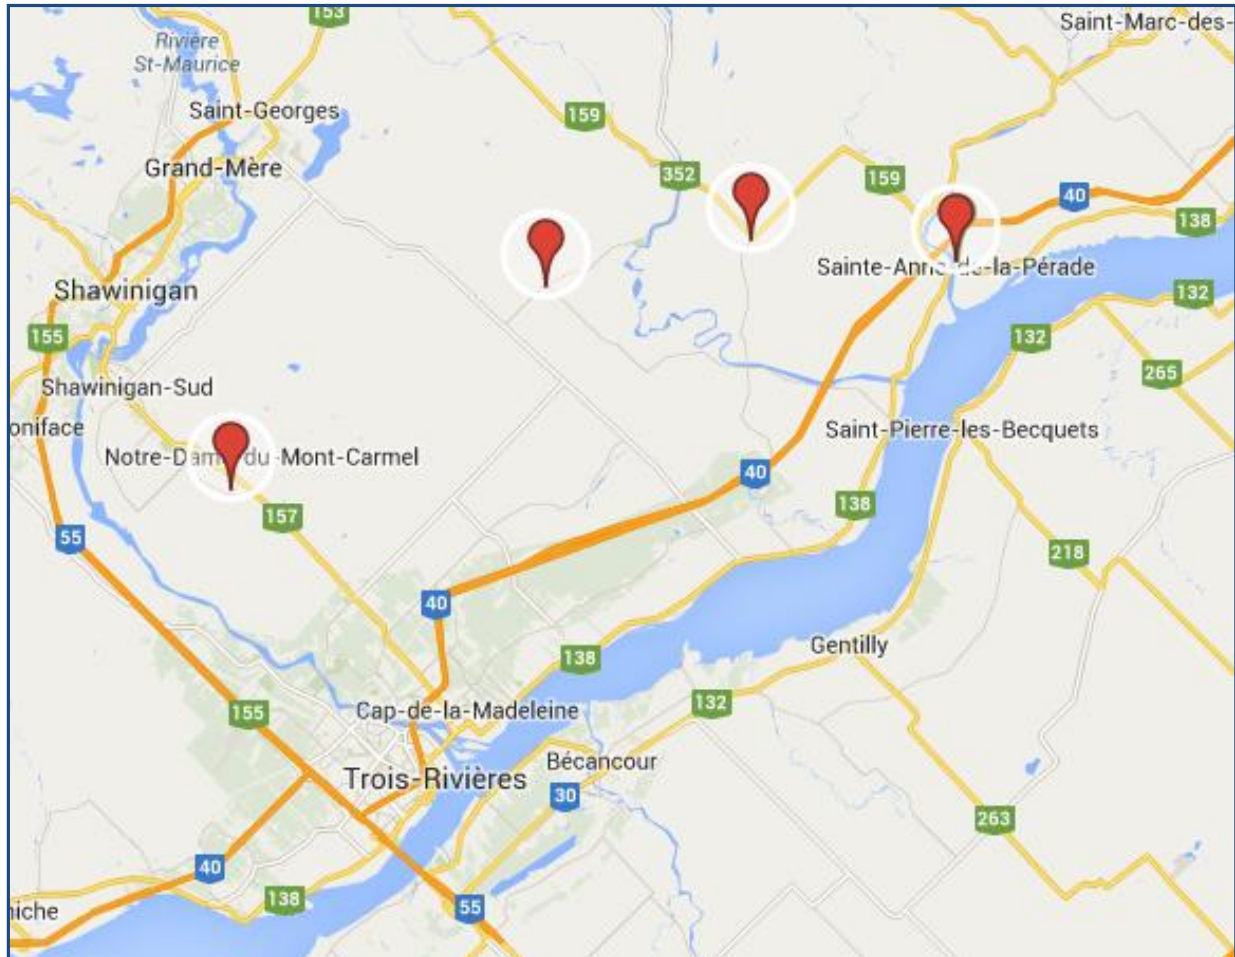 153
Saint-Marc-des-
Rivière
St-Maurice
Saint-Georges
159
Grand-Mère
352
159
40
138
Sainte-Anne-de-la-Pérade
Shawinigan
132
155
132
265
Shawinigan-Sud
oniface
Saint-Pierre-les-Becquets
Notre-Dame-du-Mont-Carmel
40
138
157
55
218
40
Gentilly
138
132
155
Cap-de-la-Madeleine
Bécancour
Trois-Rivières
30
263
40
138
55
niche